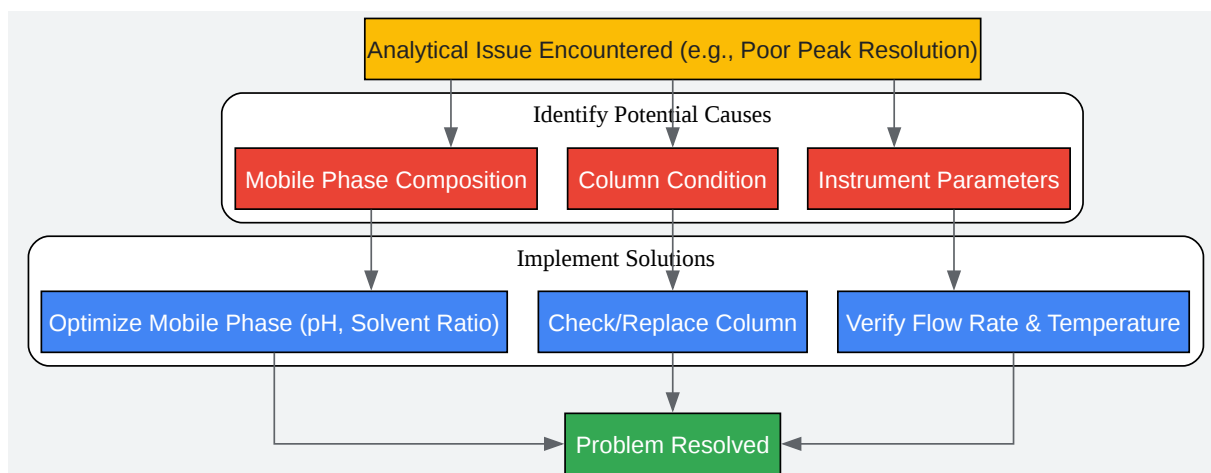 Analytical Issue Encountered (e.g., Poor Peak Resolution)
Identify Potential Causes
Mobile Phase Composition
Column Condition
Instrument Parameters
Implement Solutions
Optimize Mobile Phase (pH, Solvent Ratio)
Check/Replace Column
Verify Flow Rate & Temperature
Problem Resolved